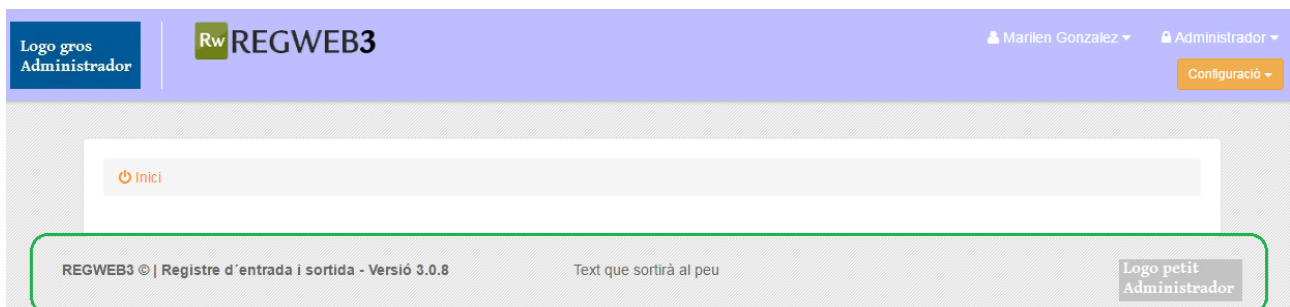 Logo gros
Administrador
Rw REGWEB3
Marilen Gonzalez
Administrador
Configuració
Inici
REGWEB3 © | Registre d´entrada i sortida - Versió 3.0.8
Text que sortirà al peu
Logo petit
Administrador